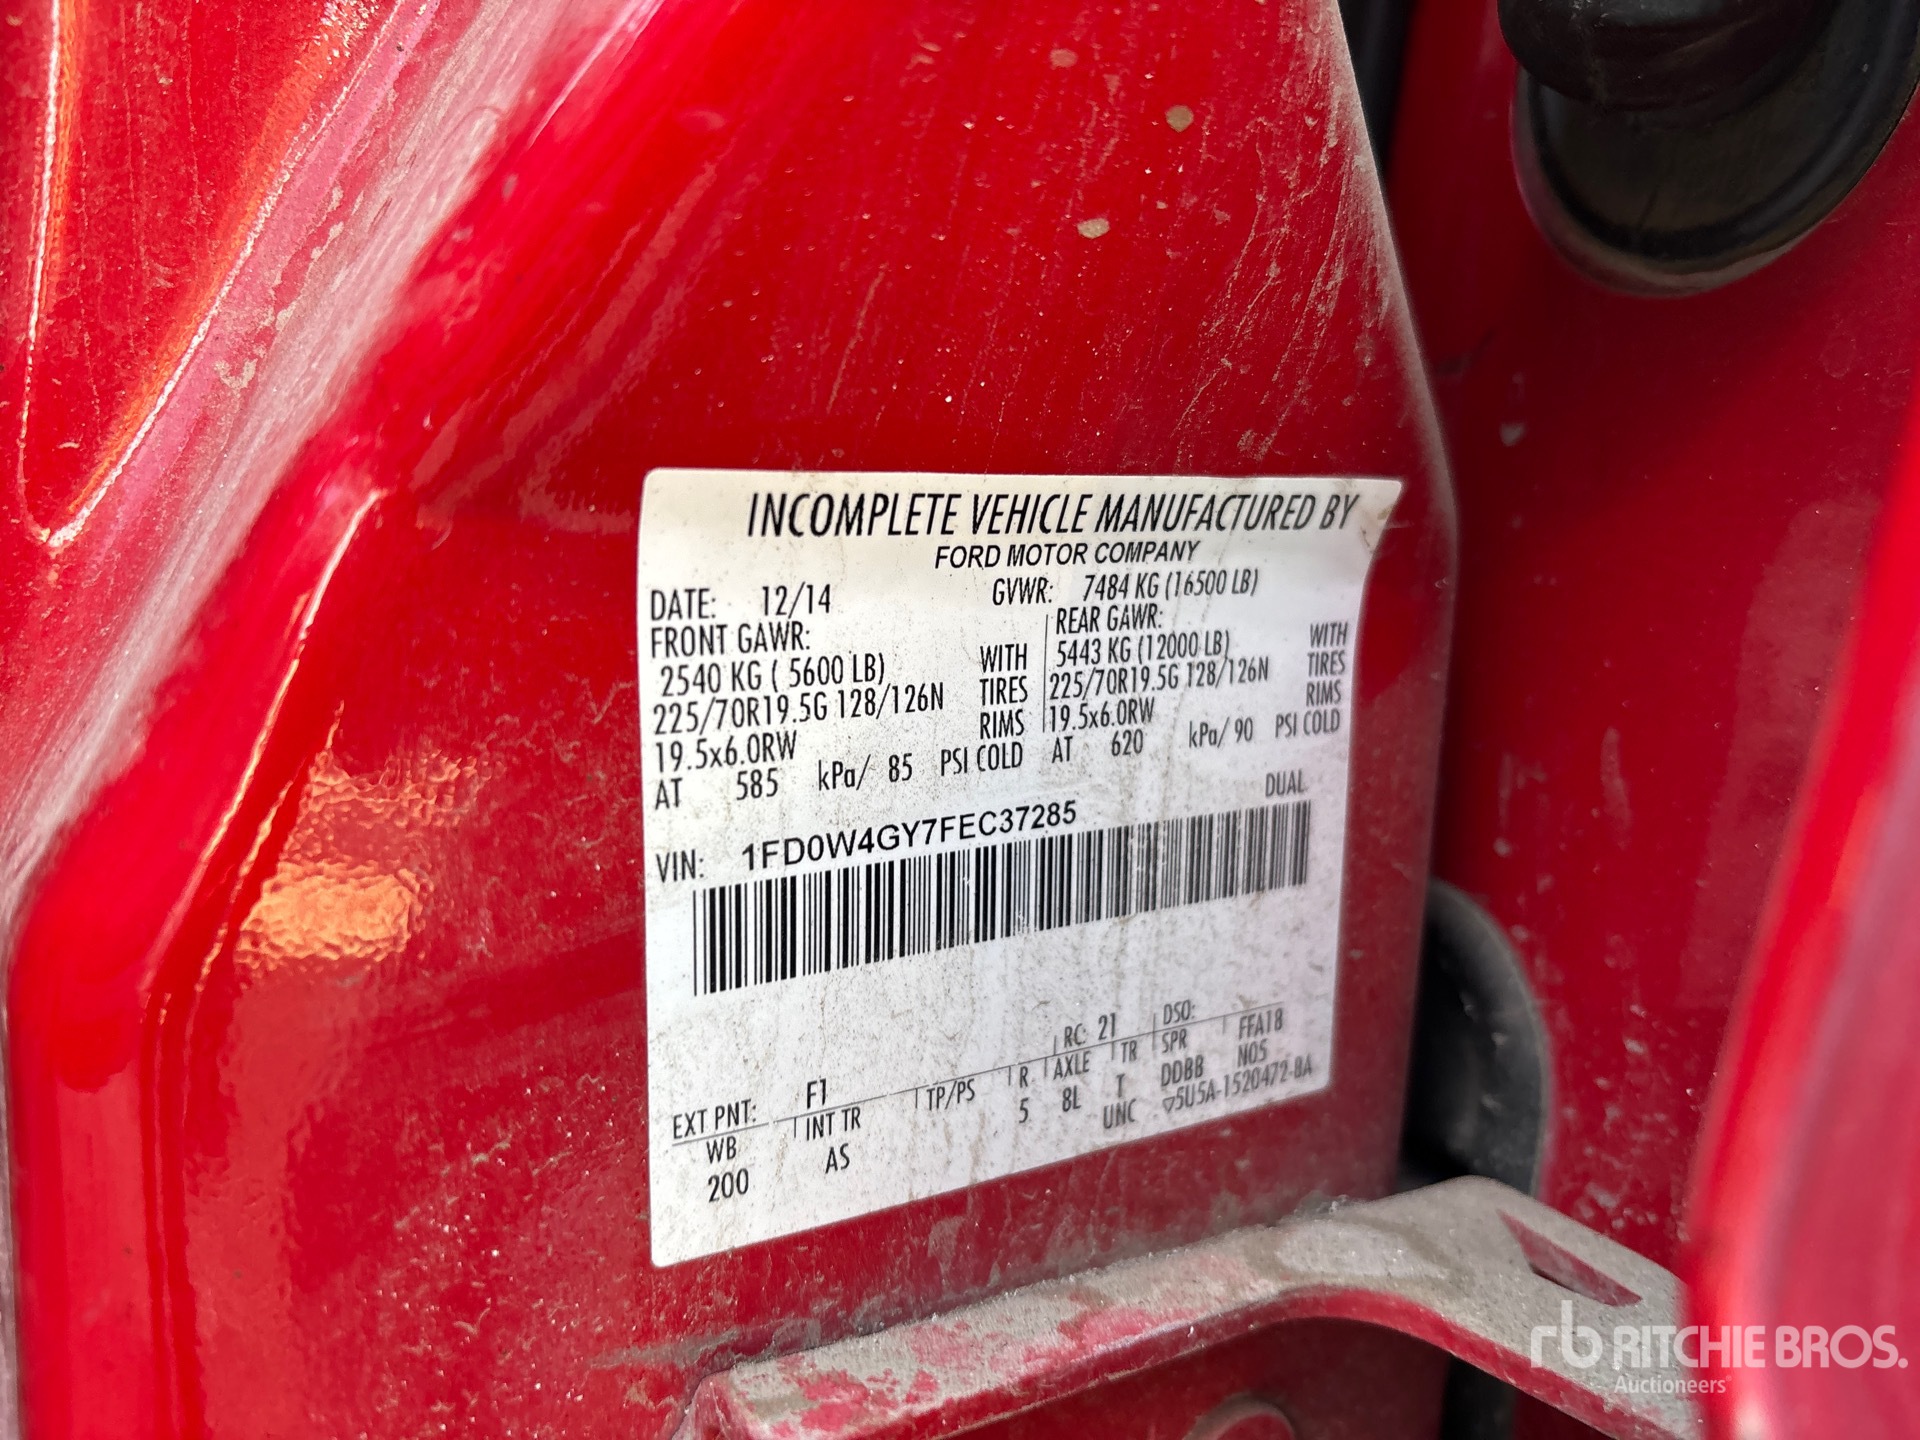 INCOMPLETE VEHICLE MANUFACTURED BY
FORD MOTOR COMPANY
DATE: 12/14 GVWR: 7484 KG (16500 LB)
FRONT GAWR: REAR GAWR:
2540 KG ( 5600 LB) WITH 5443 KG (12000 LB) WITH
225/70R19.5G 128/126N TIRES 225/70R19.5G 128/126N TIRES
19.5x6.0RW RIMS 19.5x6.0RW RIMS
AT 585 kPa/ 85 PSI COLD AT 620 kPa/ 90 PSI COLD
DUAL
VIN: 1FD0W4GY7FEC37285
EXT PNT: F1 RC: 21 DSO: FFA18
WB INT TR TP/PS R AXLE TR SPR N05
200 AS 5 8L T DDBB
UNC ▽5U5A-1520472-BA
rb RITCHIE BROS.
Auctioneers